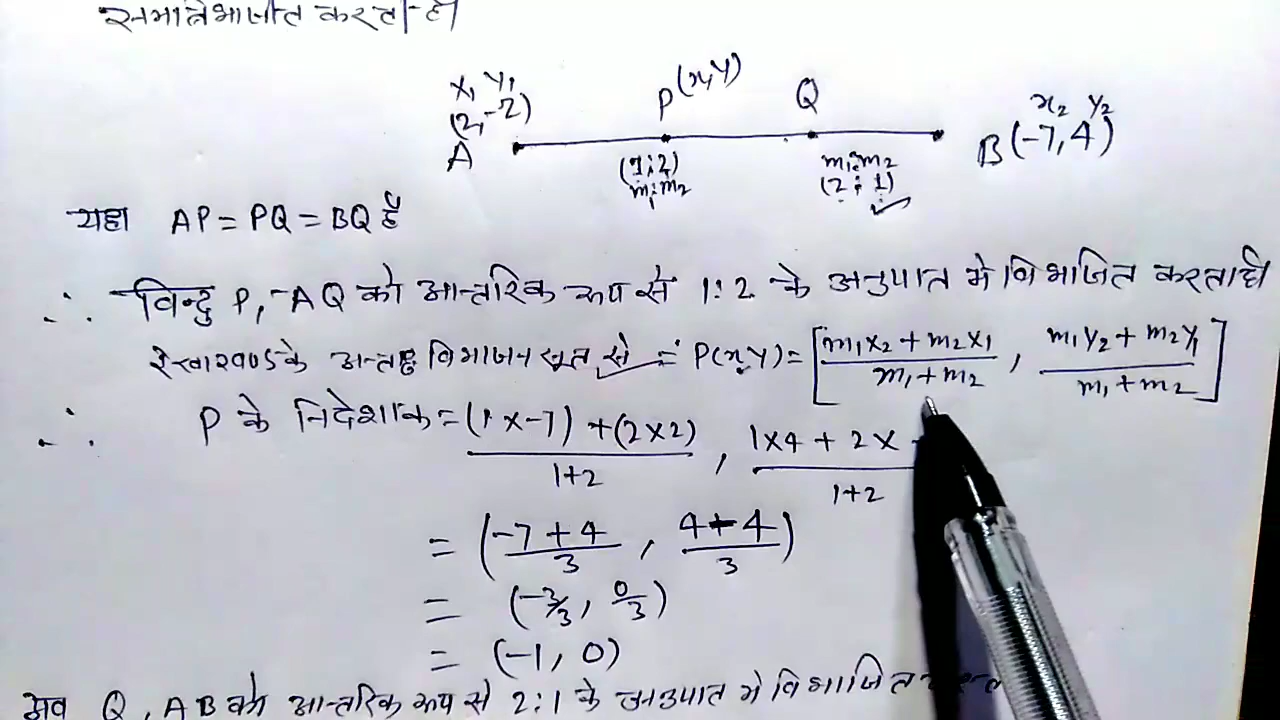 समत्रिभाजीत करता है।
x₁ y₁ P(x,y) Q x₂ y₂
(2,-2) B(-7,4)
A (1:2) m₁:m₂
m₁:m₂ (2:1)
यहा AP = PQ = BQ है
∴ विन्दु P, AQ को आन्तरिक रूप से 1:2 के अनुपात मे विभाजित करता है
रेखाखण्ड के अन्तः विभाजन सूत्र से = P(x,y) = [m₁x₂ + m₂x₁ / m₁ + m₂ , m₁y₂ + m₂y₁ / m₁ + m₂]
∴ P के निर्देशांक = (1×-7) + (2×2) / 1+2 , 1×4 + 2× / 1+2
= (-7+4 / 3 , 4-4 / 3)
= (-3/3, 0/3)
= (-1, 0)
अब Q, AB को आन्तरिक रूप से 2:1 के अनुपात मे विभाजित